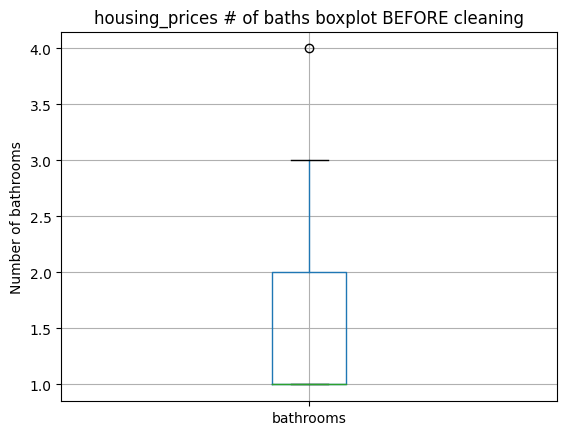 housing_prices # of baths boxplot BEFORE cleaning
4.0
3.5
3.0
2.5
2.0
1.5
1.0
Number of bathrooms
bathrooms